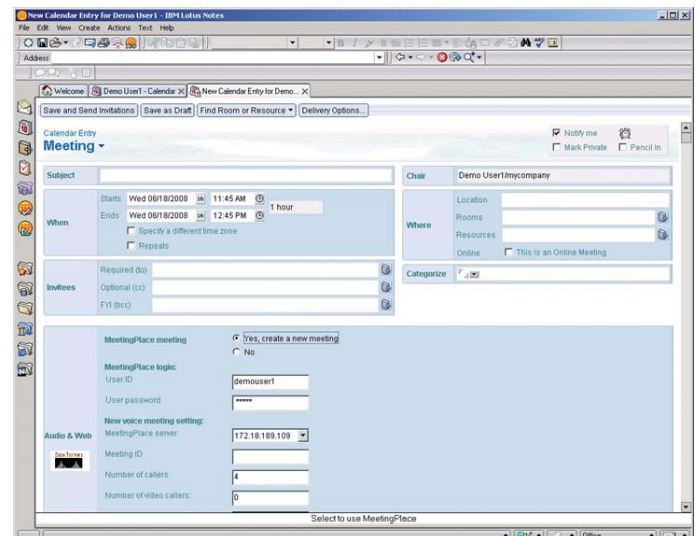 New Calendar Entry for Demo User1 - IBM Lotus Notes
File Edit View Create Actions Text Help
Address
Welcome Demo User1 - Calendar New Calendar Entry for Demo...
Save and Send Invitations Save as Draft Find Room or Resource Delivery Options...
Calendar Entry
Meeting
Notify me
Mark Private Pencil In
Subject
Chair Demo User1/mycompany
When
Starts Wed 06/18/2008 16 11:45 AM
Ends Wed 06/18/2008 16 12:45 PM
1 hour
Specify a different time zone
Repeats
Where
Location
Rooms
Resources
Online This is an Online Meeting
Invitees
Required (to)
Optional (cc)
FYI (bcc)
Categorize
Audio & Web
MeetingPlace meeting Yes, create a new meeting
No
MeetingPlace login:
User ID demouser1
User password *****
New voice meeting setting:
MeetingPlace server 172.18.189.109
Meeting ID
Number of callers 4
Number of video callers: 0
Select to use MeetingPlace
Office